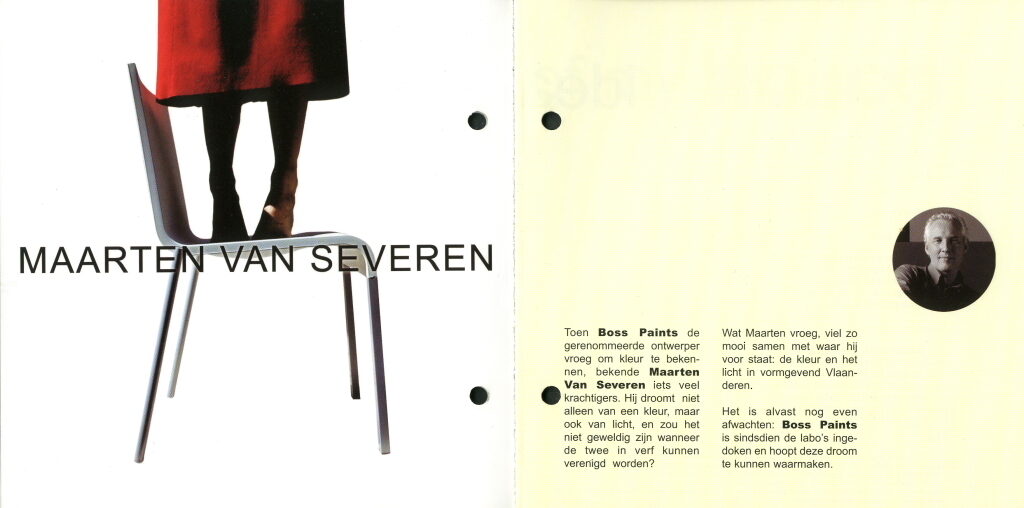 MAARTEN VAN SEVEREN
Toen Boss Paints de
gerenommeerde ontwerper
vroeg om kleur te beken-
nen, bekende Maarten
Van Severen iets veel
krachtigers. Hij droomt niet
alleen van een kleur, maar
ook van licht, en zou het
niet geweldig zijn wanneer
de twee in verf kunnen
verenigd worden?
Wat Maarten vroeg, viel zo
mooi samen met waar hij
voor staat: de kleur en het
licht in vormgevend Vlaan-
deren.
Het is alvast nog even
afwachten: Boss Paints
is sindsdien de labo's inge-
doken en hoopt deze droom
te kunnen waarmaken.